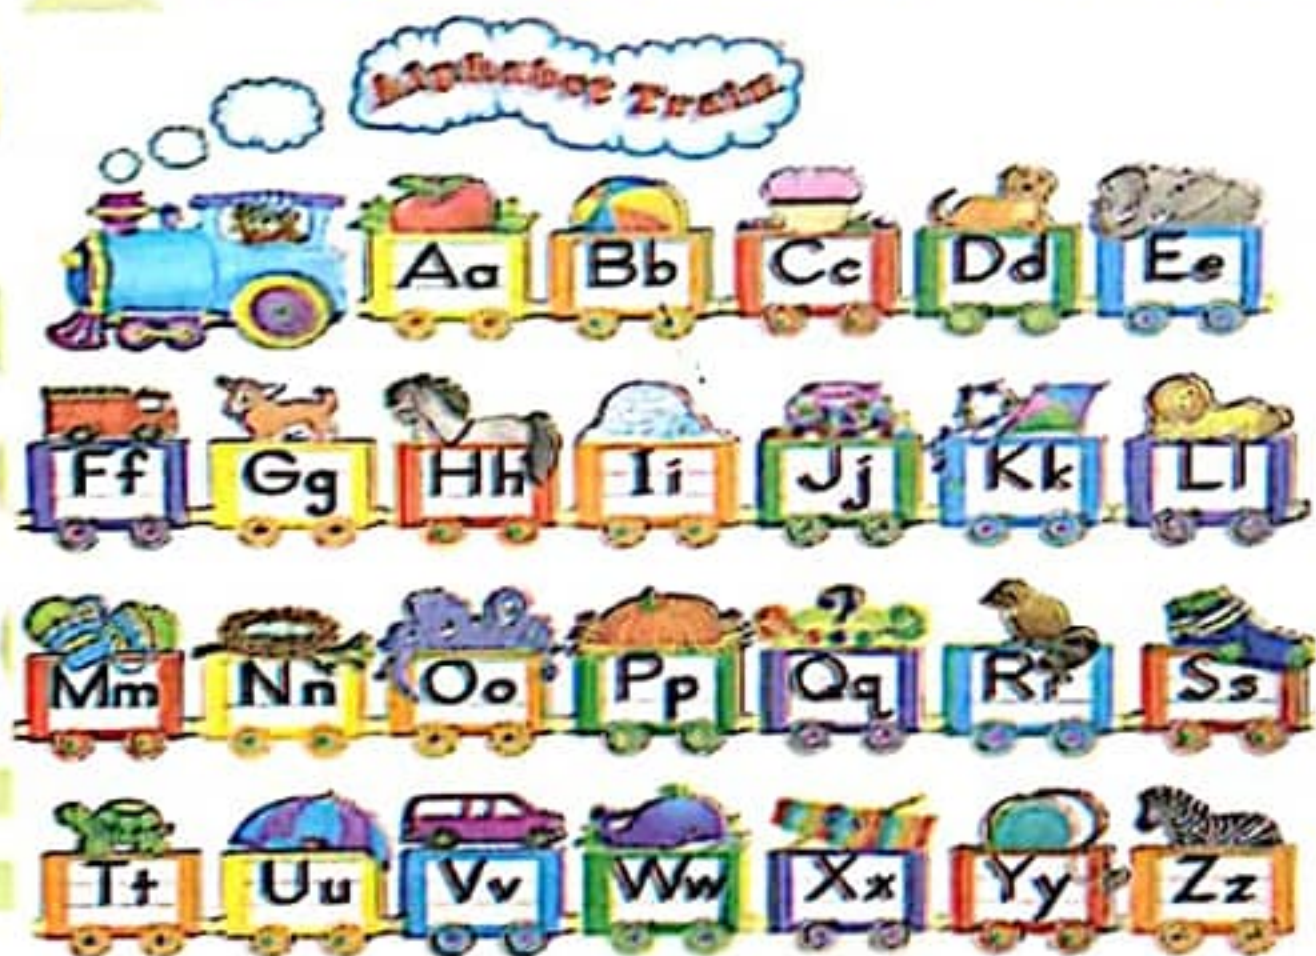 Alphabet Train
Aa Bb Cc Dd Ee
Ff Gg Hh Ii Jj Kk Ll
Mm Nn Oo Pp Qq Rr Ss
Tt Uu Vv Ww Xx Yy Zz